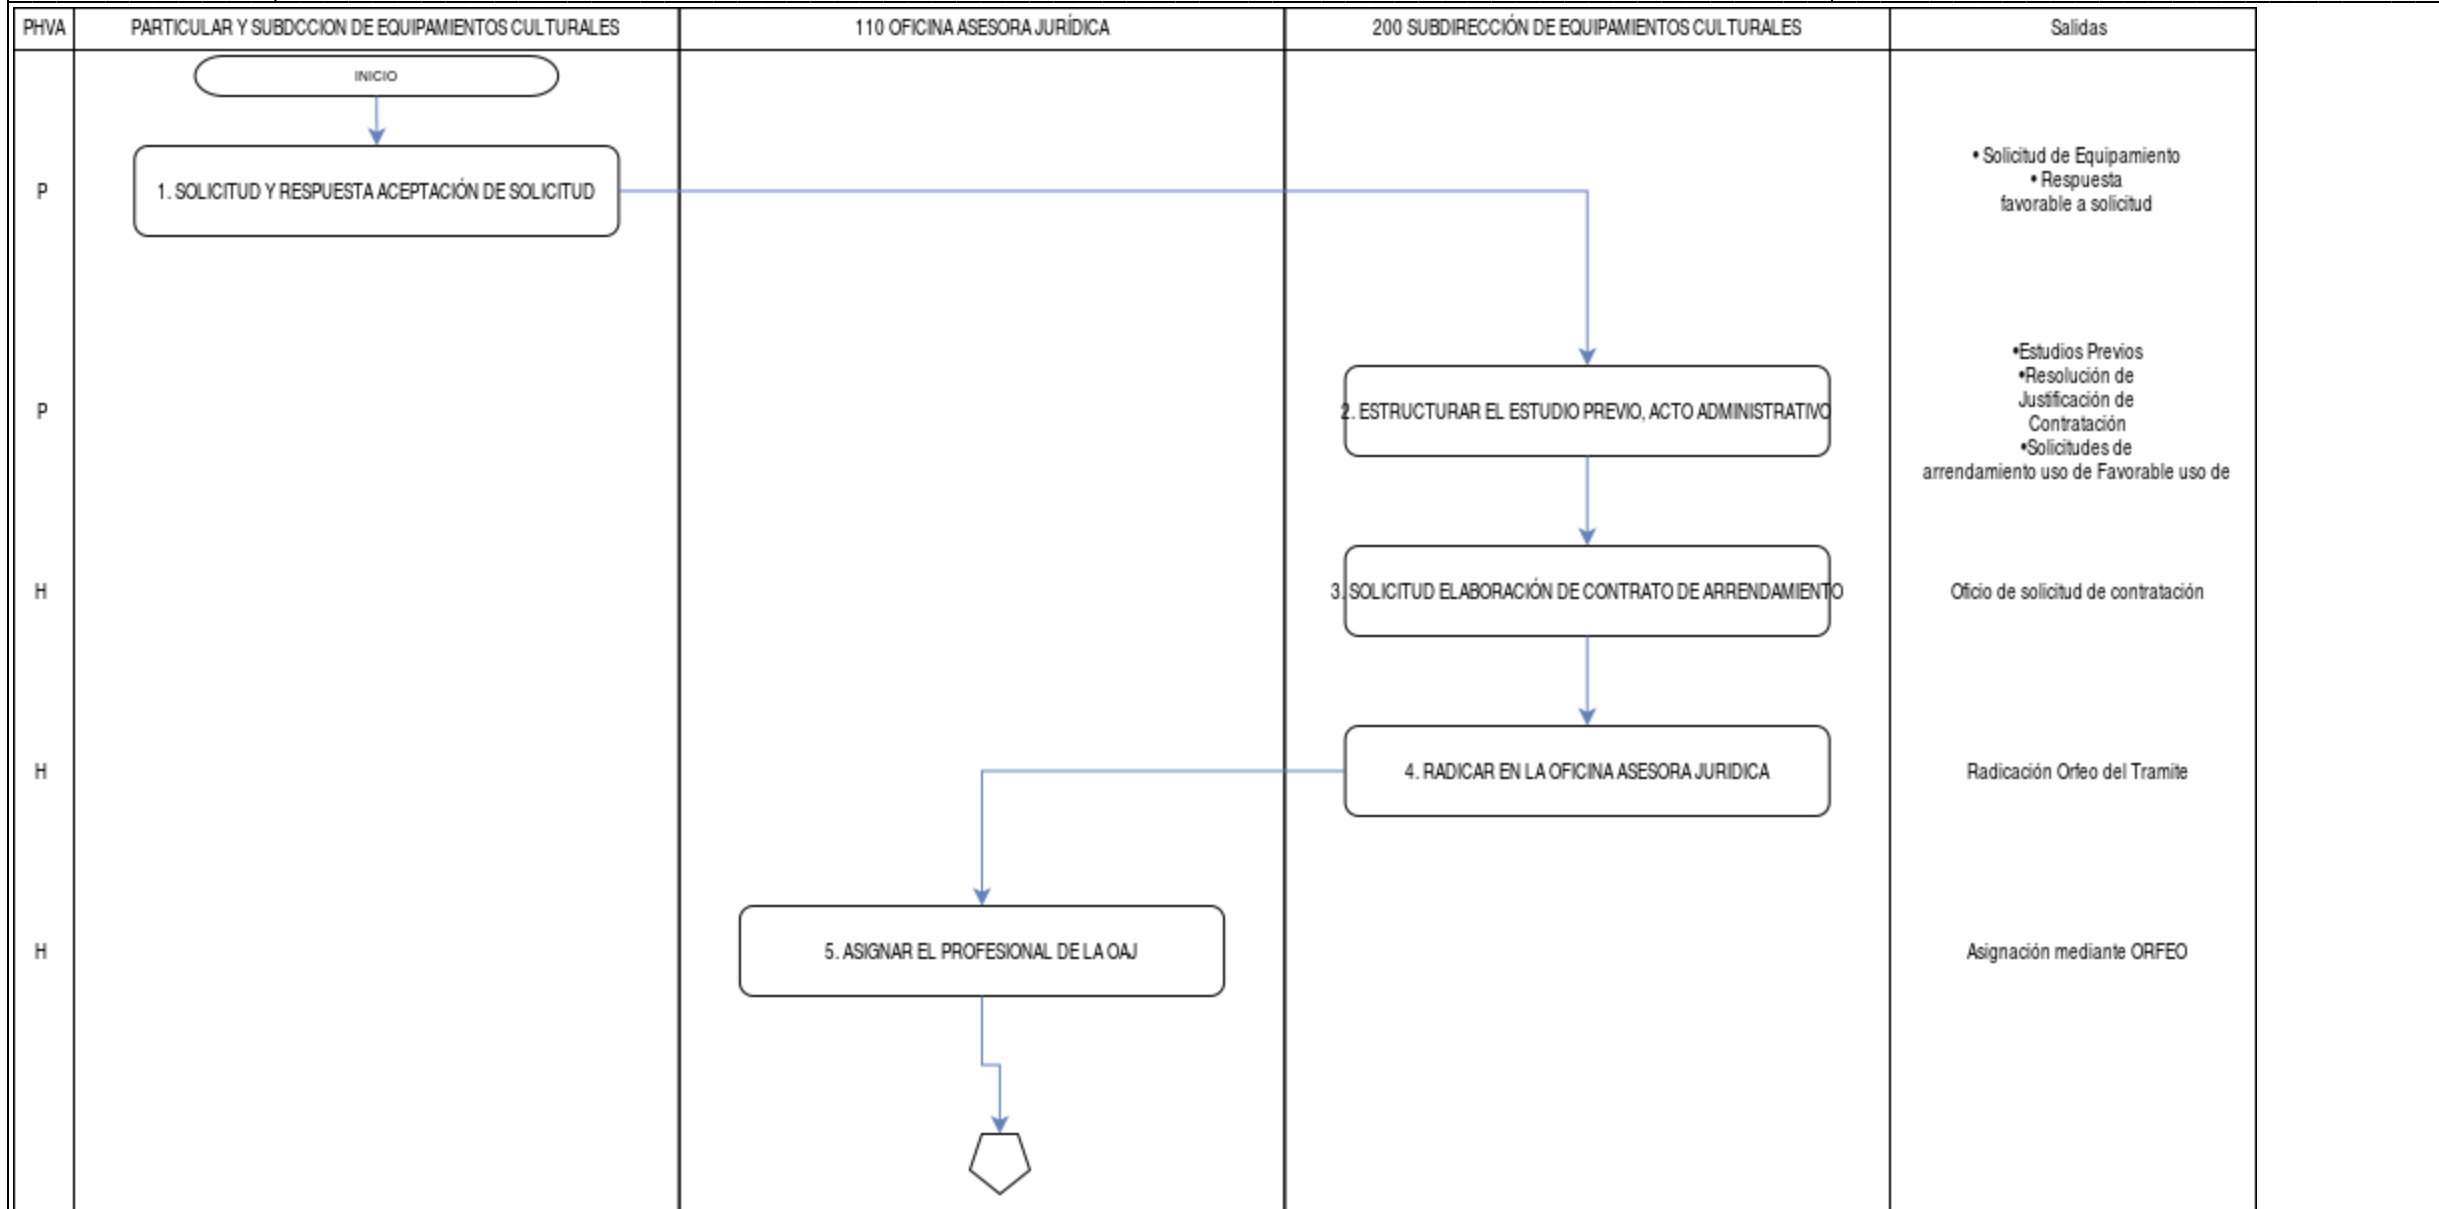 PHVA
PARTICULAR Y SUBDCCION DE EQUIPAMIENTOS CULTURALES
110 OFICINA ASESORA JURÍDICA
200 SUBDIRECCIÓN DE EQUIPAMIENTOS CULTURALES
Salidas
INICIO
P
1. SOLICITUD Y RESPUESTA ACEPTACIÓN DE SOLICITUD
• Solicitud de Equipamiento
• Respuesta
favorable a solicitud
P
2. ESTRUCTURAR EL ESTUDIO PREVIO, ACTO ADMINISTRATIVO
•Estudios Previos
•Resolución de
Justificación de
Contratación
•Solicitudes de
arrendamiento uso de Favorable uso de
H
3. SOLICITUD ELABORACIÓN DE CONTRATO DE ARRENDAMIENTO
Oficio de solicitud de contratación
H
4. RADICAR EN LA OFICINA ASESORA JURIDICA
Radicación Orfeo del Tramite
H
5. ASIGNAR EL PROFESIONAL DE LA OAJ
Asignación mediante ORFEO